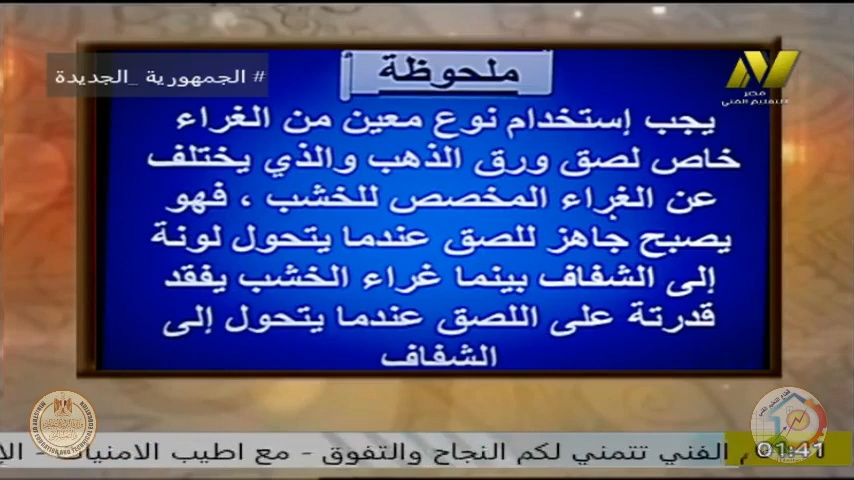 # الجمهورية _الجديدة
ملحوظة
مصر
التعليم الفني
يجب إستخدام نوع معين من الغراء
خاص لصق ورق الذهب والذي يختلف
عن الغراء المخصص للخشب ، فهو
يصبح جاهز للصق عندما يتحول لونة
إلى الشفاف بينما غراء الخشب يفقد
قدرتة على اللصق عندما يتحول إلى
الشفاف
الفني تتمني لكم النجاح والتفوق - مع اطيب الامنيات - الإ
01:41